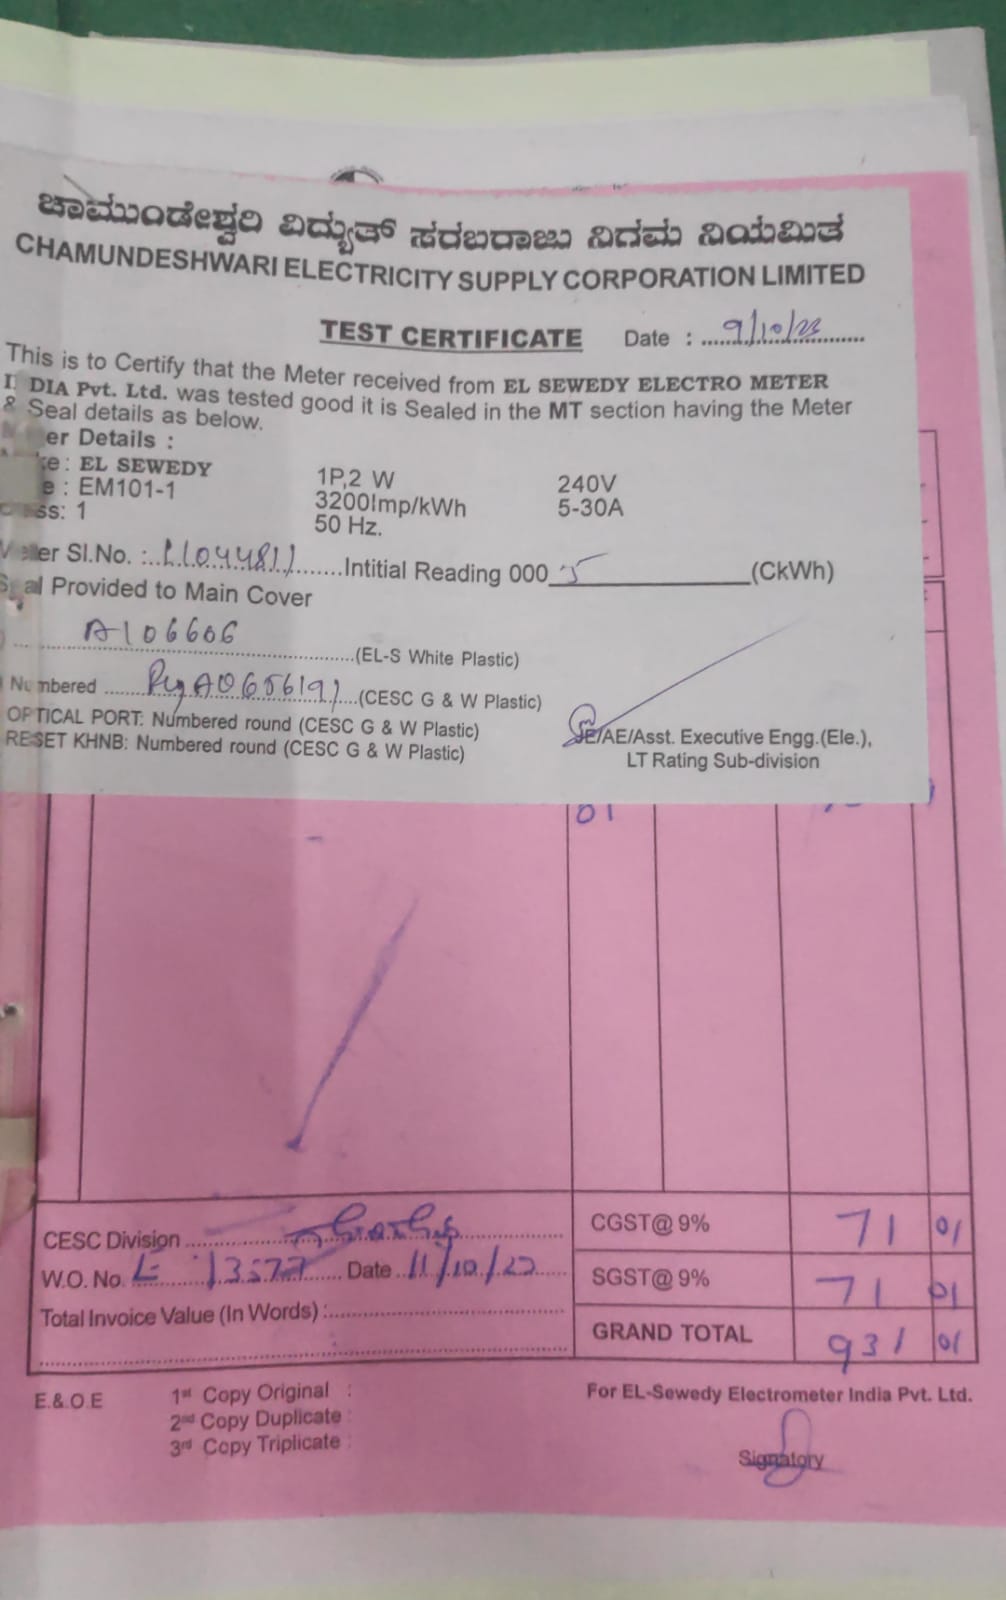 ಚಾಮುಂಡೇಶ್ವರಿ ವಿದ್ಯುತ್ ಸರಬರಾಜು ನಿಗಮ ನಿಯಮಿತ
CHAMUNDESHWARI ELECTRICITY SUPPLY CORPORATION LIMITED
TEST CERTIFICATE Date : 9/10/23
This is to Certify that the Meter received from EL SEWEDY ELECTRO METER
DIA Pvt. Ltd. was tested good it is Sealed in the MT section having the Meter
& Seal details as below.
er Details :
: EL SEWEDY 1P,2 W 240V
e : EM101-1 3200Imp/kWh 5-30A
ss: 1 50 Hz.
er Sl.No. : Intitial Reading 000 5 (CkWh)
al Provided to Main Cover
A106606 (EL-S White Plastic)
Numbered (CESC G & W Plastic)
OPTICAL PORT: Numbered round (CESC G & W Plastic)
RESET KHNB: Numbered round (CESC G & W Plastic)
JE/AE/Asst. Executive Engg.(Ele.),
LT Rating Sub-division
01
CESC Division
W.O. No. 13577 Date 11/10/23
Total Invoice Value (In Words) :
CGST@ 9% 71 01
SGST@ 9% 71 01
GRAND TOTAL 931 01
E.&.O.E 1st Copy Original :
2nd Copy Duplicate :
3rd Copy Triplicate :
For EL-Sewedy Electrometer India Pvt. Ltd.
Signatory